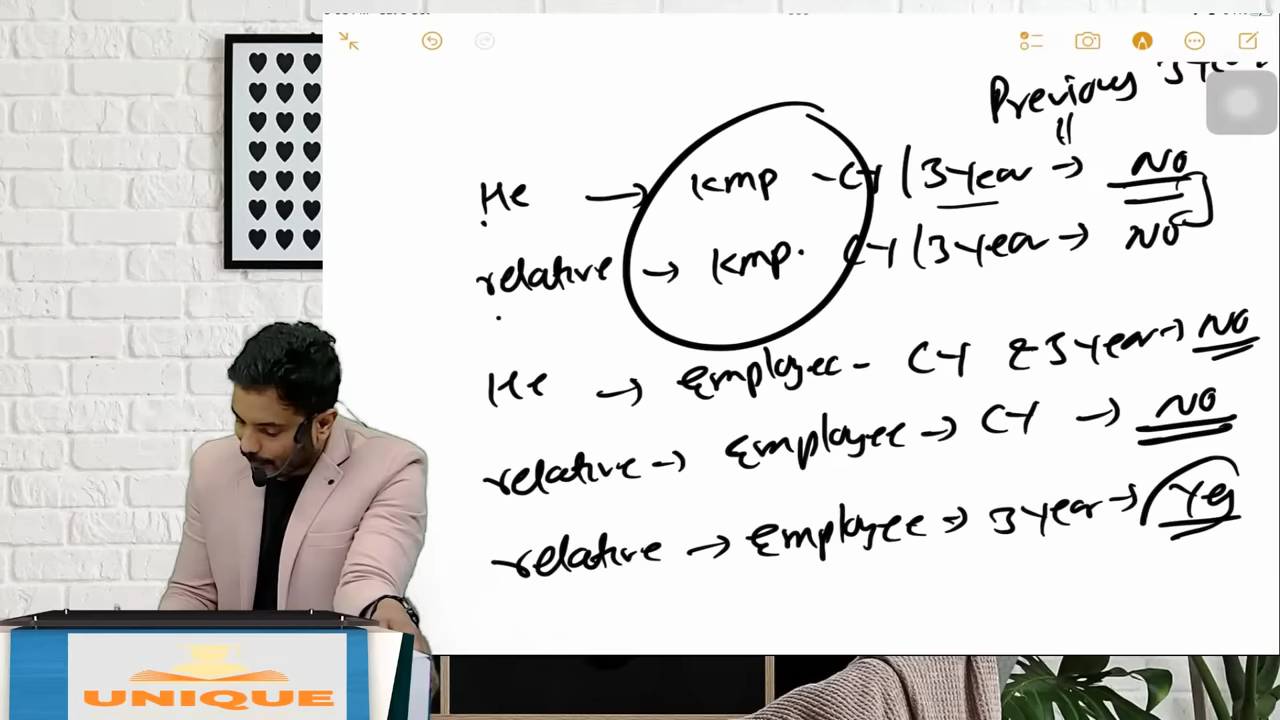 Previous 3 Year
He → KMP - CY / 3 Year → NO
relative → KMP. CY / 3 Year → NO
He → Employee - CY & 3 Year → NO
relative → Employee → CY → NO
relative → Employee → 3 year → Yes
UNIQUE